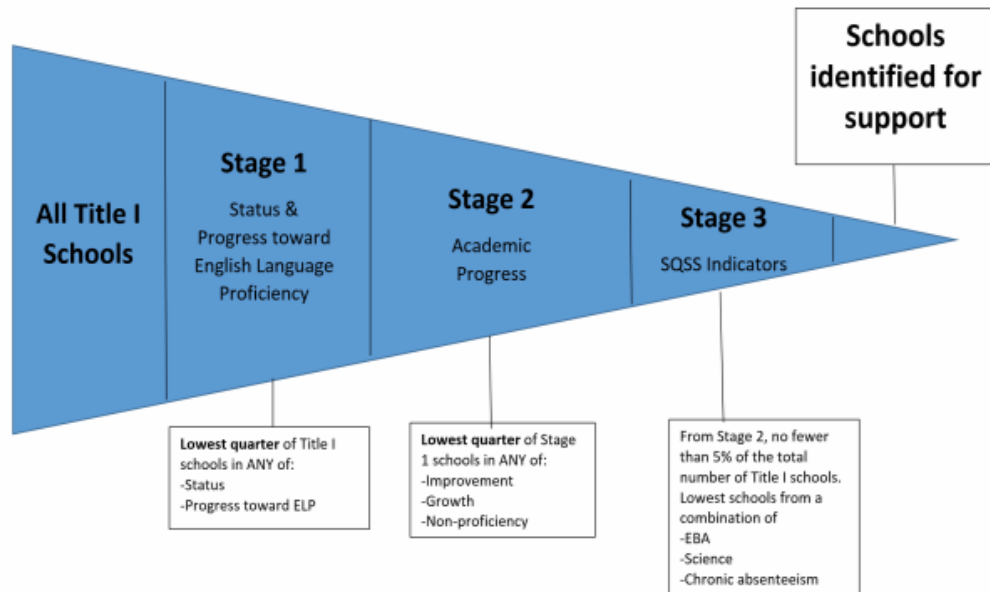 Schools
identified for
support
All Title I
Schools
Stage 1
Status &
Progress toward
English Language
Proficiency
Stage 2
Academic
Progress
Stage 3
SQSS Indicators
Lowest quarter of Title I
schools in ANY of:
-Status
-Progress toward ELP
Lowest quarter of Stage
1 schools in ANY of:
-Improvement
-Growth
-Non-proficiency
From Stage 2, no fewer
than 5% of the total
number of Title I schools.
Lowest schools from a
combination of
-EBA
-Science
-Chronic absenteeism